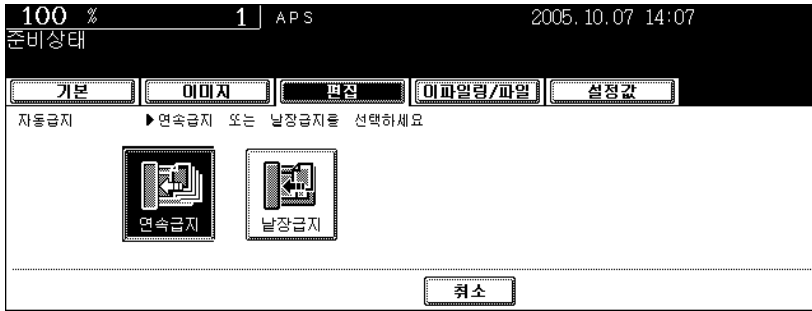 100 % 1 APS 2005.10.07 14:07
준비상태
기본 이미지 편집 이파일링/파일 설정값
자동급지 ▶연속급지 또는 낱장급지를 선택하세요
연속급지 낱장급지
취소